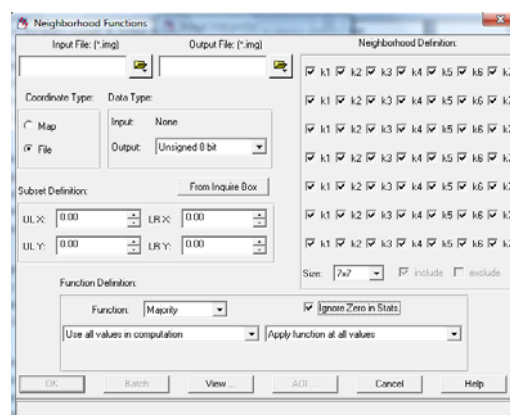 Neighborhood Functions
Input File: (*.img)
Output File: (*.img)
Neighborhood Definition:
k1 k2 k3 k4 k5 k6
k1 k2 k3 k4 k5 k6
k1 k2 k3 k4 k5 k6
k1 k2 k3 k4 k5 k6
k1 k2 k3 k4 k5 k6
k1 k2 k3 k4 k5 k6
k1 k2 k3 k4 k5 k6
Size: 7x7 include exclude
Coordinate Type:
Map
File
Data Type:
Input: None
Output: Unsigned 8 bit
Subset Definition:
From Inquire Box
ULX: 0.00 LRX: 0.00
ULY: 0.00 LRY: 0.00
Function Definition:
Function: Majority
Ignore Zero in Stats.
Use all values in computation
Apply function at all values
OK Batch View ... AOI ... Cancel Help